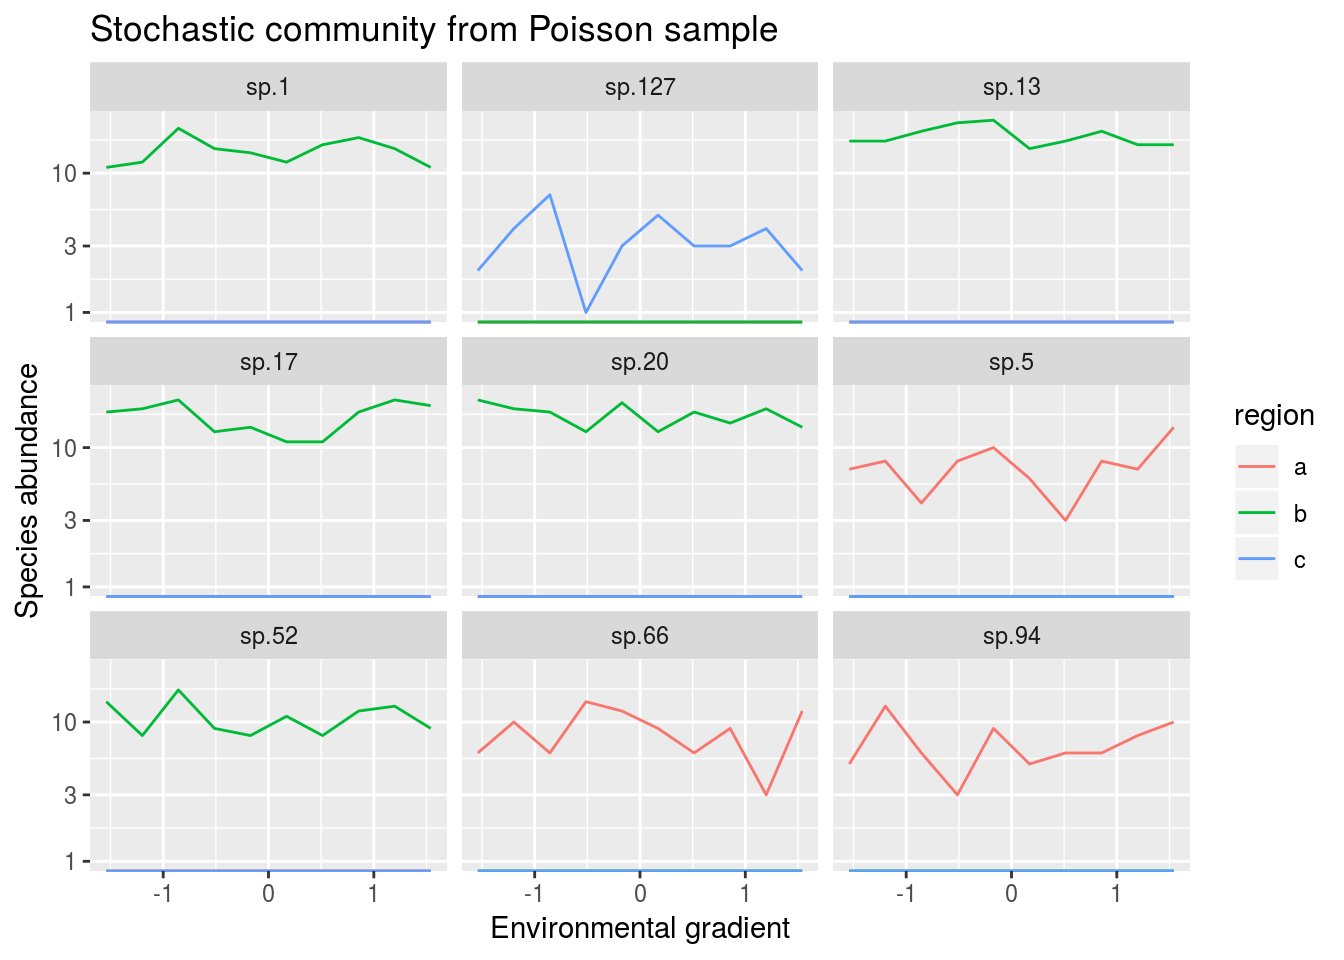 Stochastic community from Poisson sample
sp.1 sp.127 sp.13
10
3
1
sp.17 sp.20 sp.5
10
3
1
sp.52 sp.66 sp.94
10
3
1
-1 0 1 -1 0 1 -1 0 1
Environmental gradient
Species abundance
region
a
b
c